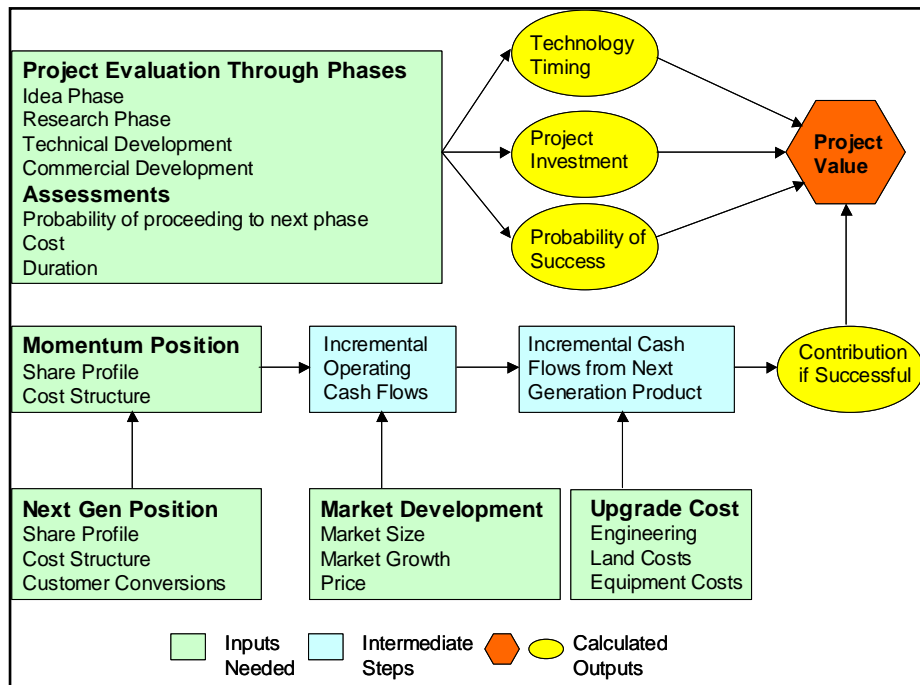 Project Evaluation Through Phases
Idea Phase
Research Phase
Technical Development
Commercial Development
Assessments
Probability of proceeding to next phase
Cost
Duration
Technology
Timing
Project
Investment
Probability of
Success
Project
Value
Momentum Position
Share Profile
Cost Structure
Incremental
Operating
Cash Flows
Incremental Cash
Flows from Next
Generation Product
Contribution
if Successful
Next Gen Position
Share Profile
Cost Structure
Customer Conversions
Market Development
Market Size
Market Growth
Price
Upgrade Cost
Engineering
Land Costs
Equipment Costs
Inputs
Needed
Intermediate
Steps
Calculated
Outputs